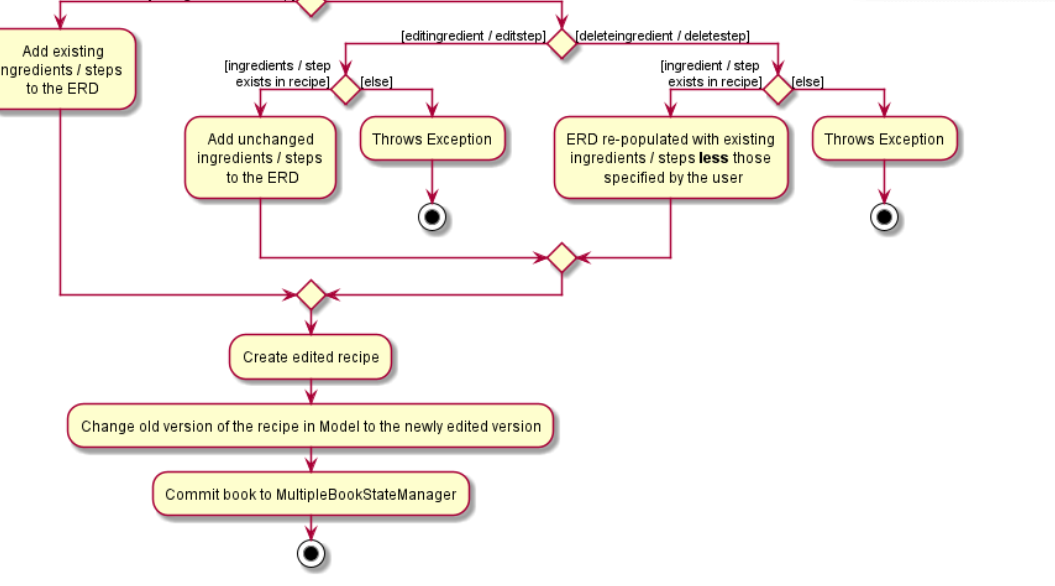 [editingredient / editstep]
[deleteingredient / deletestep]
Add existing
ingredients / steps
to the ERD
[ingredients / step
exists in recipe]
[else]
[ingredient / step
exists in recipe]
[else]
Add unchanged
ingredients / steps
to the ERD
Throws Exception
ERD re-populated with existing
ingredients / steps less those
specified by the user
Throws Exception
Create edited recipe
Change old version of the recipe in Model to the newly edited version
Commit book to MultipleBookStateManager